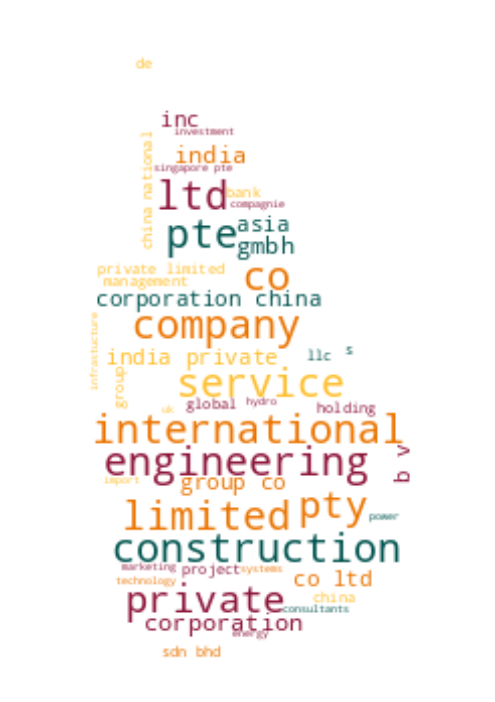 de
inc
investment
india
singapore pte
china national
ltd
bank
compagnie
pte
asia
gmbh
private limited
co
management
corporation china
company
infrastucture
india private
llc
s
group
service
uk
global
hydro
holding
international
b v
engineering
import
group co
limited
pty
power
construction
marketing
project
systems
technology
co ltd
private
china
consultants
corporation
energy
sdn bhd